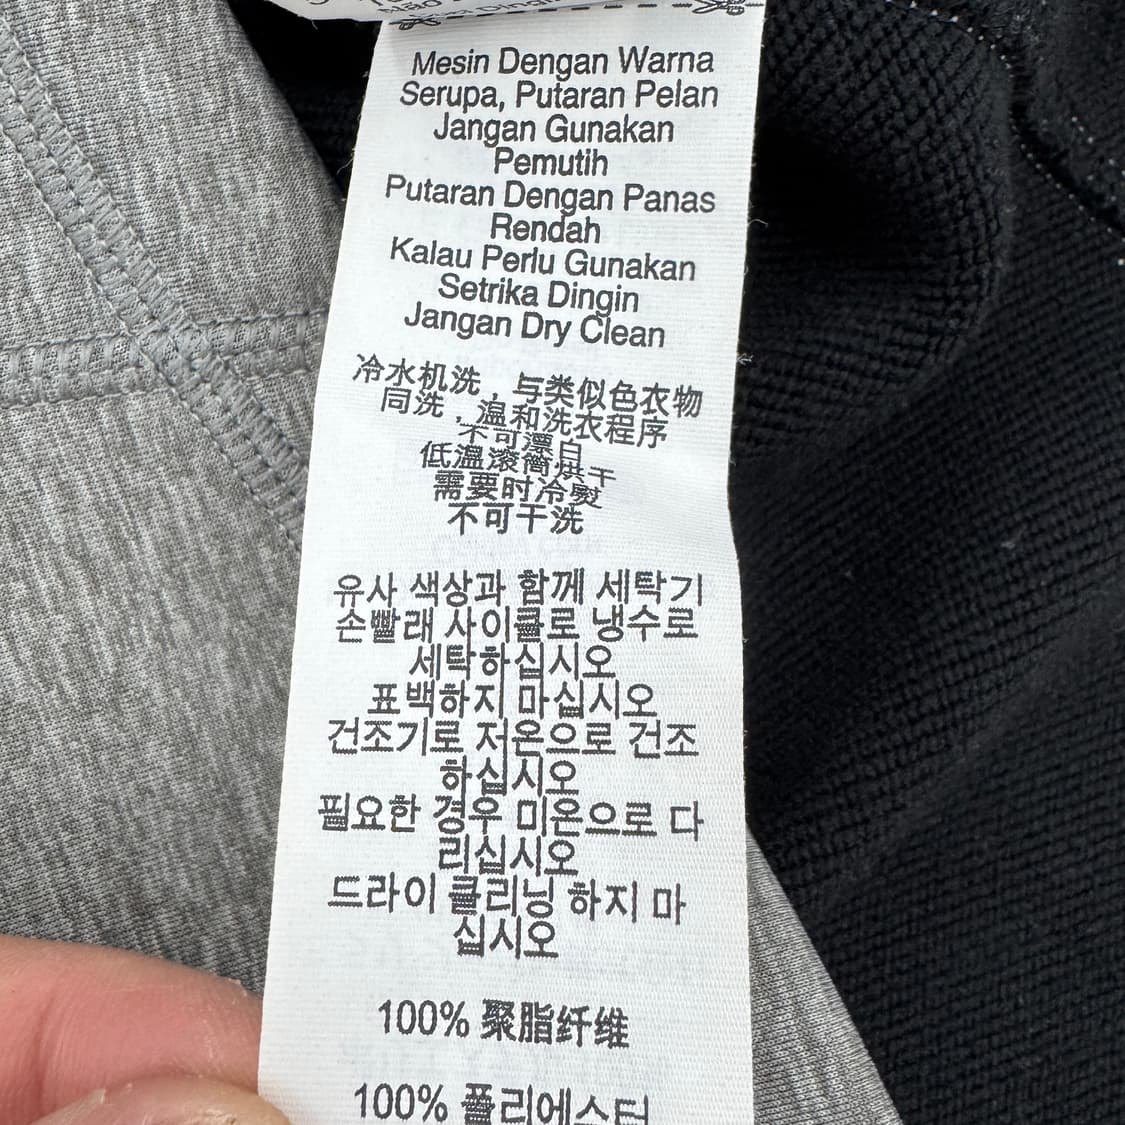 Mesin Dengan Warna
Serupa, Putaran Pelan
Jangan Gunakan
Pemutih
Putaran Dengan Panas
Rendah
Kalau Perlu Gunakan
Setrika Dingin
Jangan Dry Clean
冷水机洗，与类似色衣物
同洗，温和洗衣程序
不可漂白
低温滚筒烘干
需要时冷熨
不可干洗
유사 색상과 함께 세탁기
손빨래 사이클로 냉수로
세탁하십시오
표백하지 마십시오
건조기로 저온으로 건조
하십시오
필요한 경우 미온으로 다
리십시오
드라이 클리닝 하지 마
십시오
100% 聚脂纤维
100% 폴리에스터